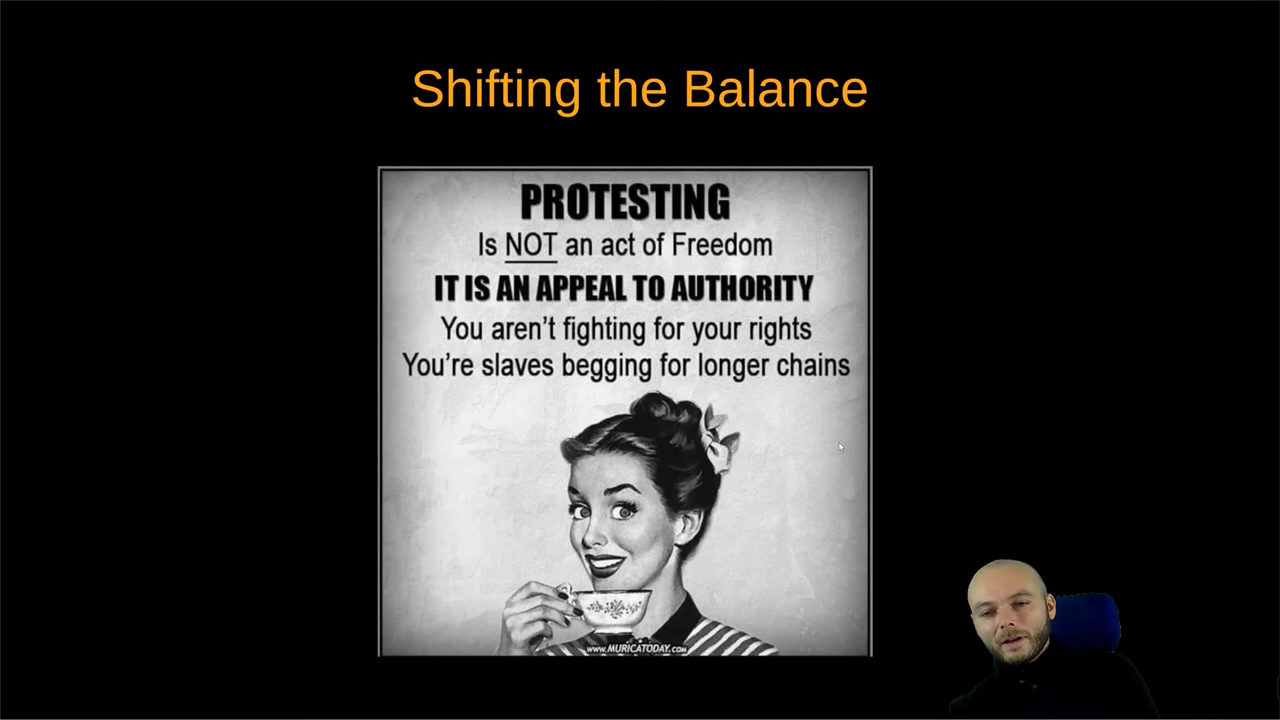 Shifting the Balance
PROTESTING
Is NOT an act of Freedom
IT IS AN APPEAL TO AUTHORITY
You aren't fighting for your rights
You're slaves begging for longer chains
www.MURICATODAY.com